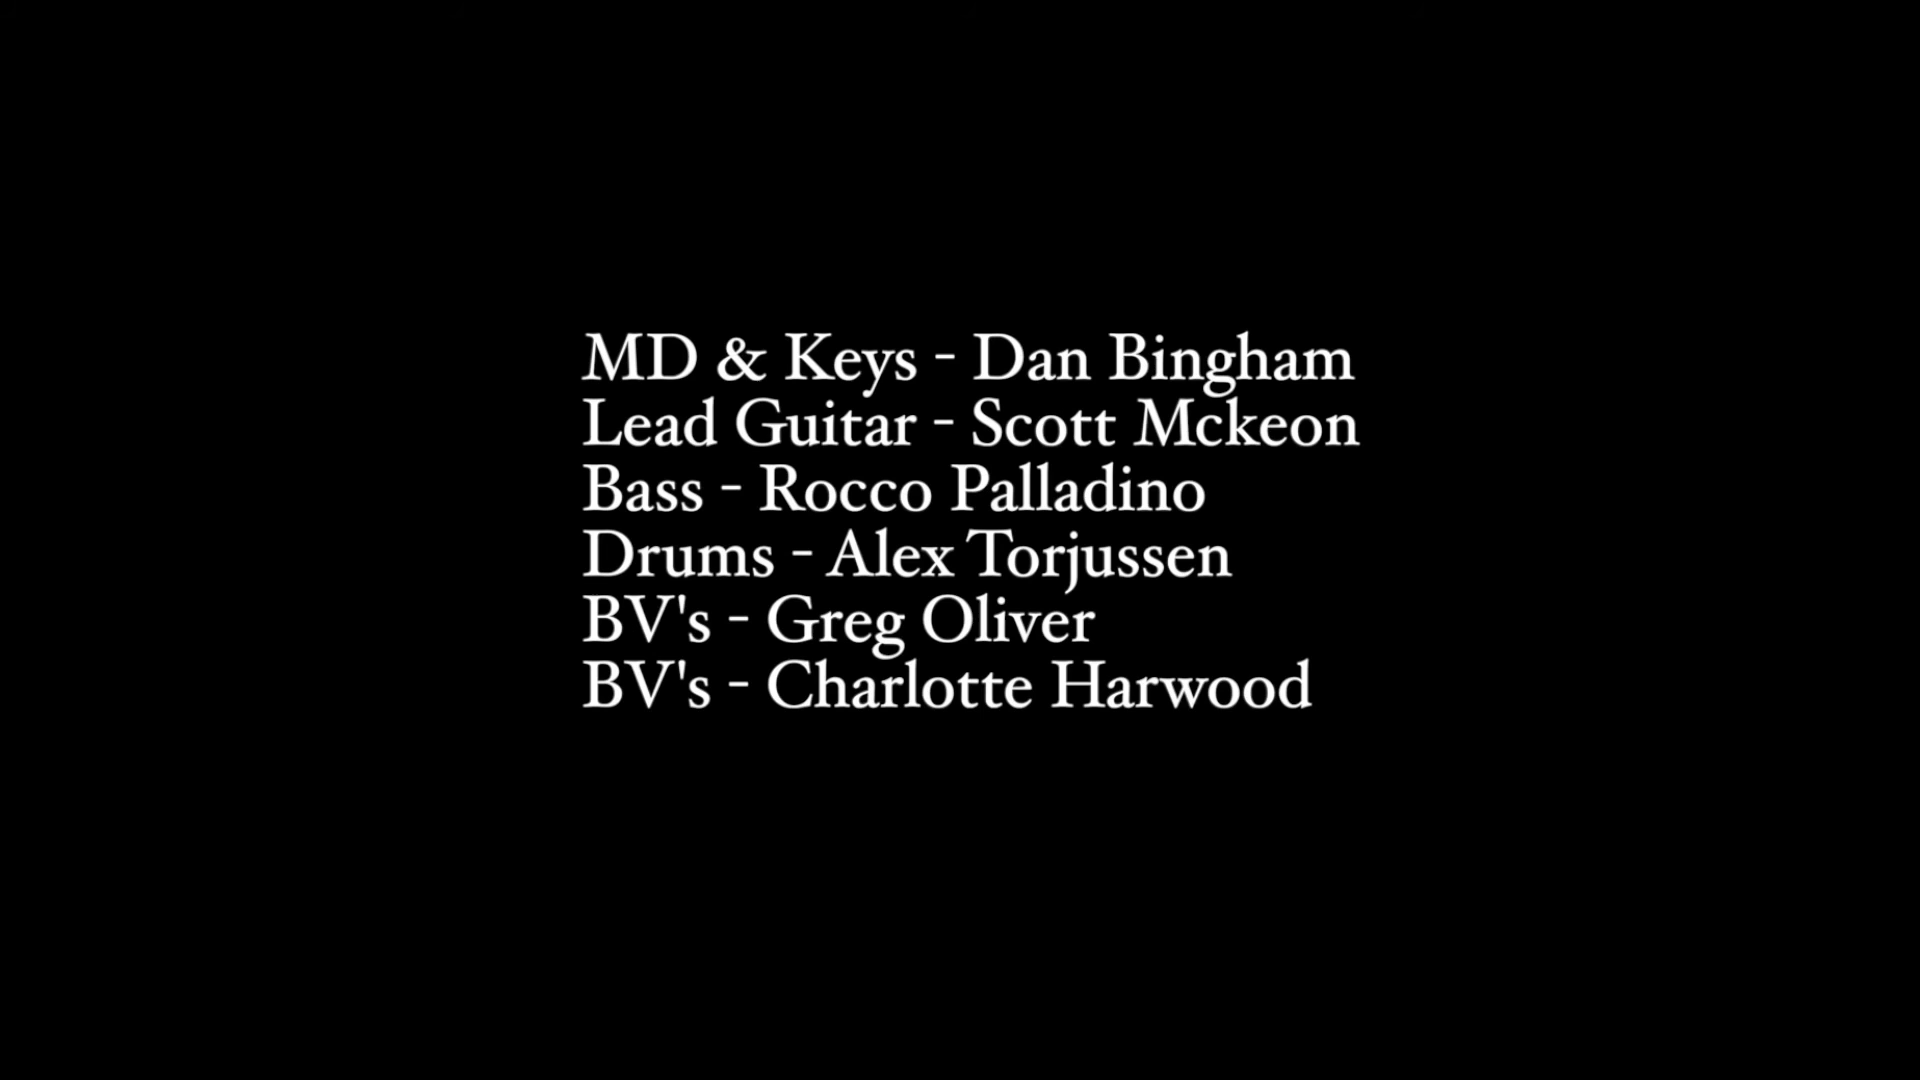 MD & Keys - Dan Bingham
Lead Guitar - Scott Mckeon
Bass - Rocco Palladino
Drums - Alex Torjussen
BV's - Greg Oliver
BV's - Charlotte Harwood